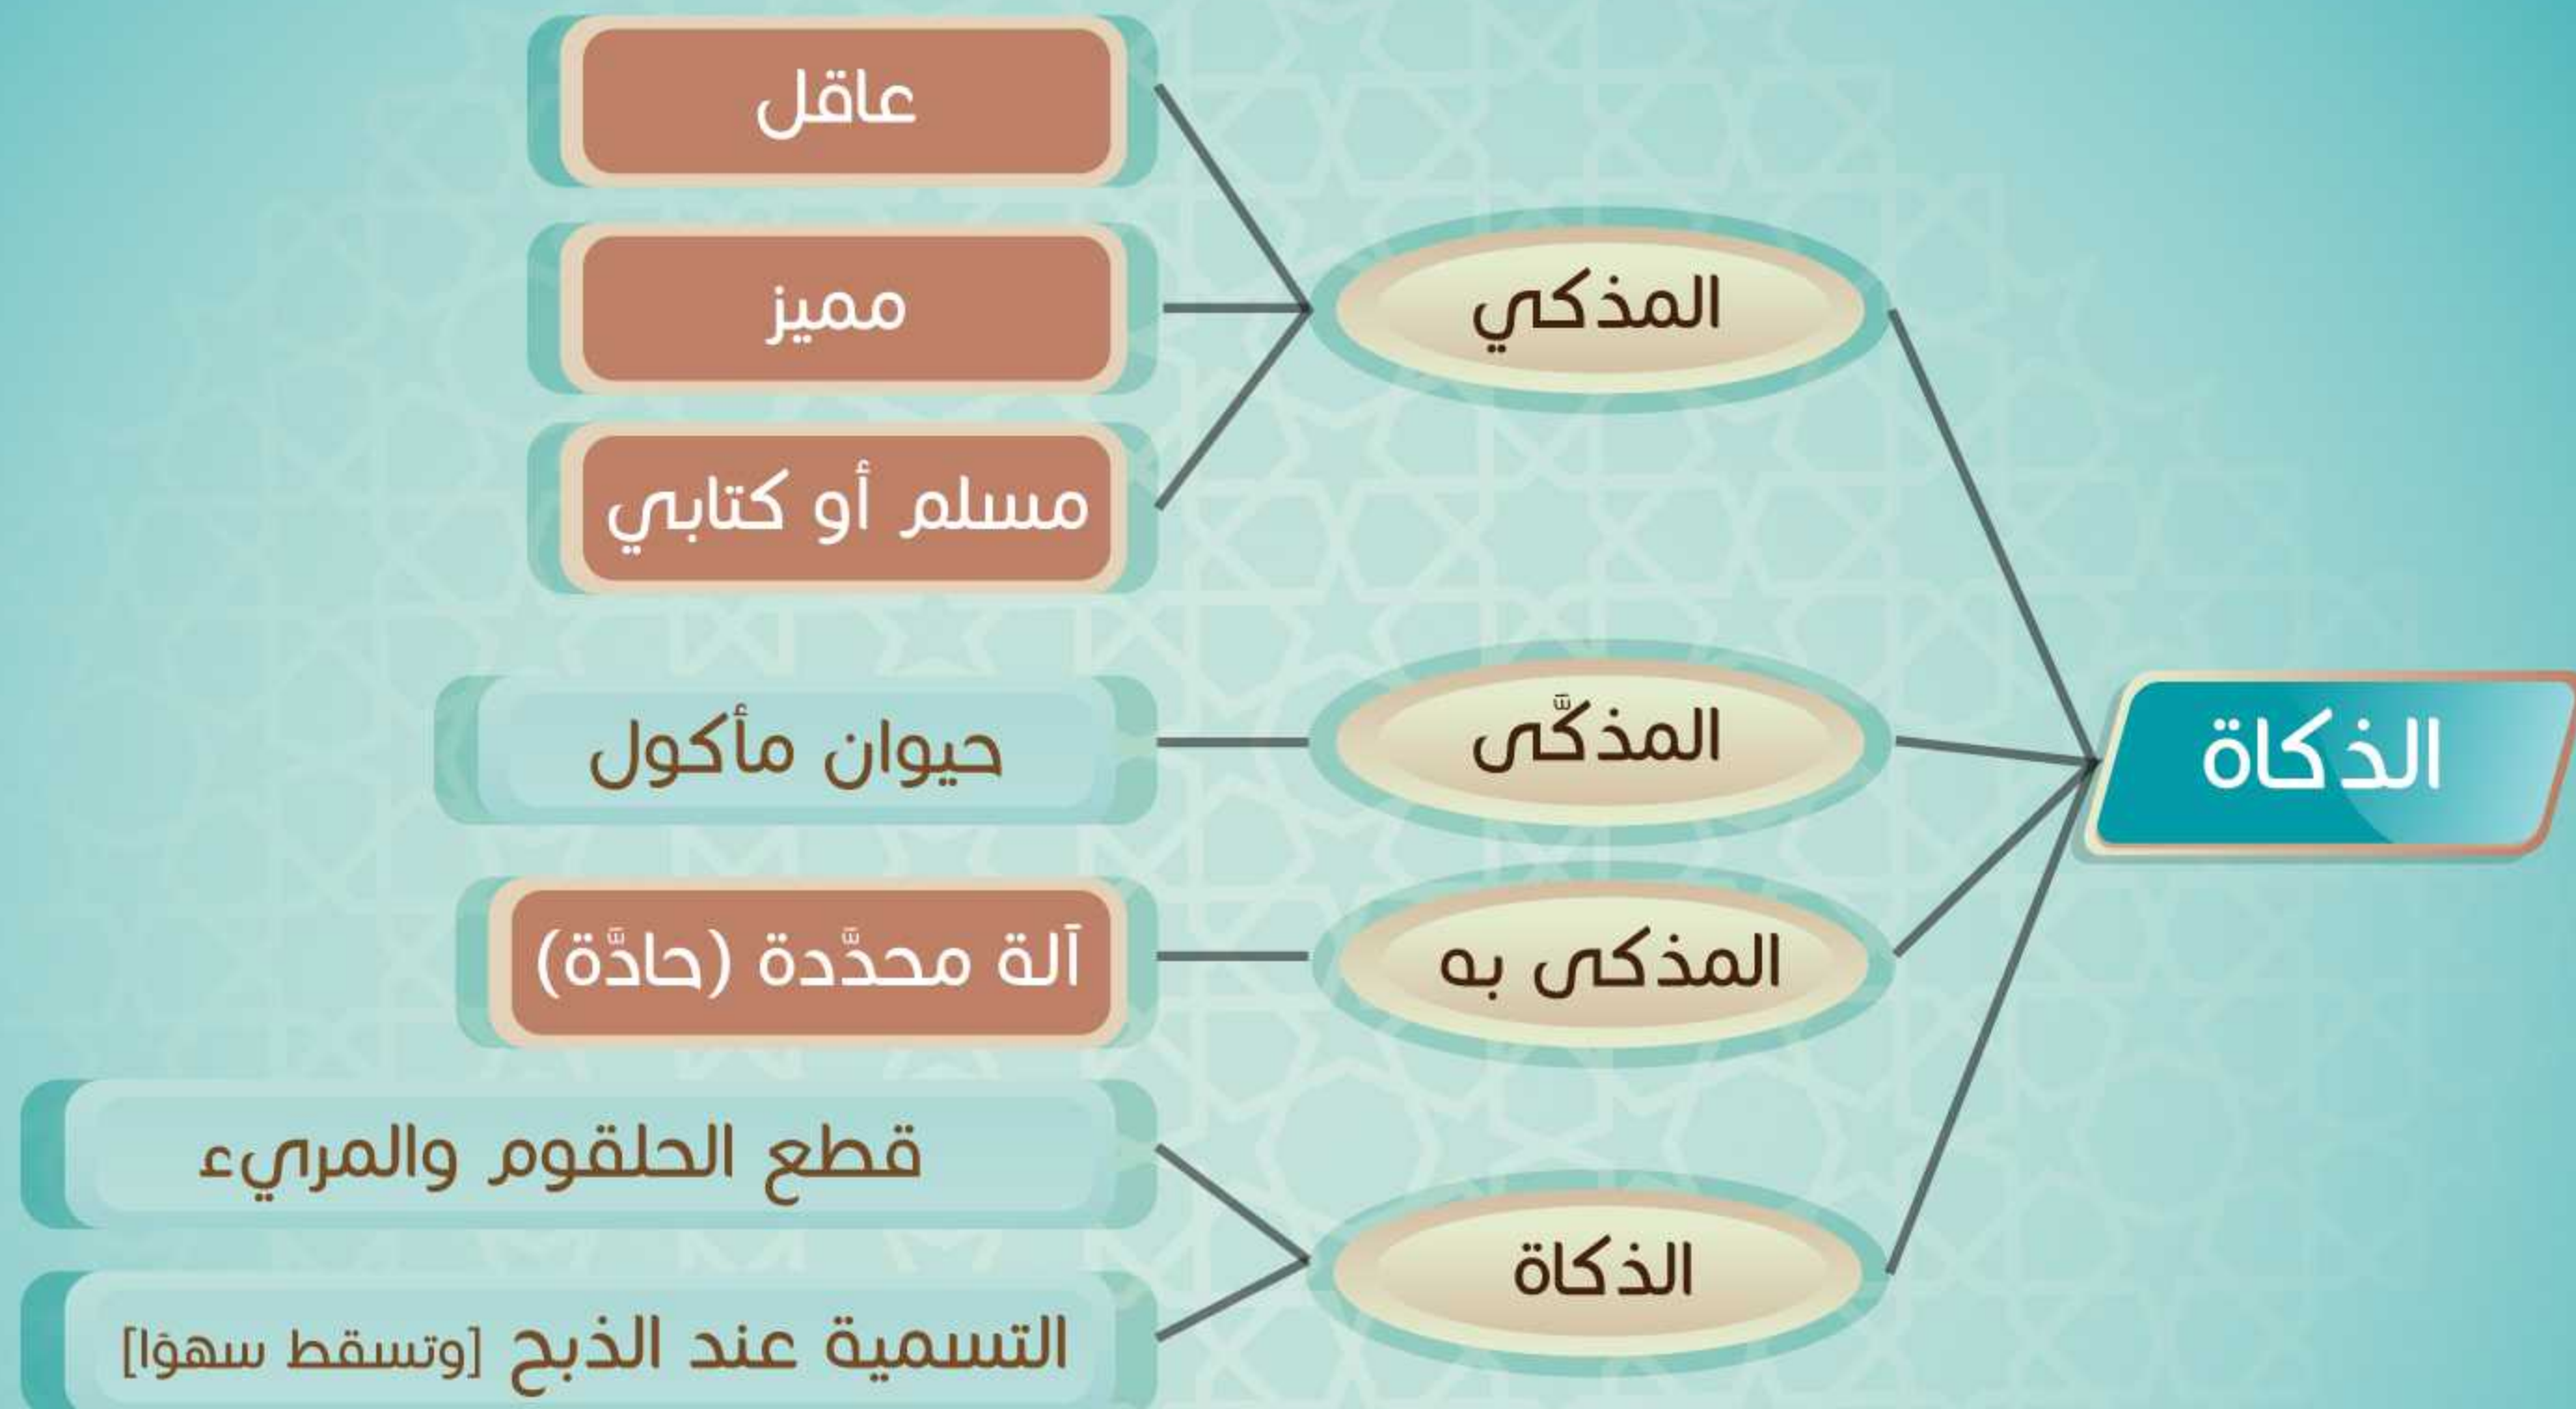 الذكاة
المذكي
عاقل
مميز
مسلم أو كتابي
المذكَّى
حيوان مأكول
المذكى به
آلة محدَّدة (حادَّة)
الذكاة
قطع الحلقوم والمريء
التسمية عند الذبح [وتسقط سهوًا]